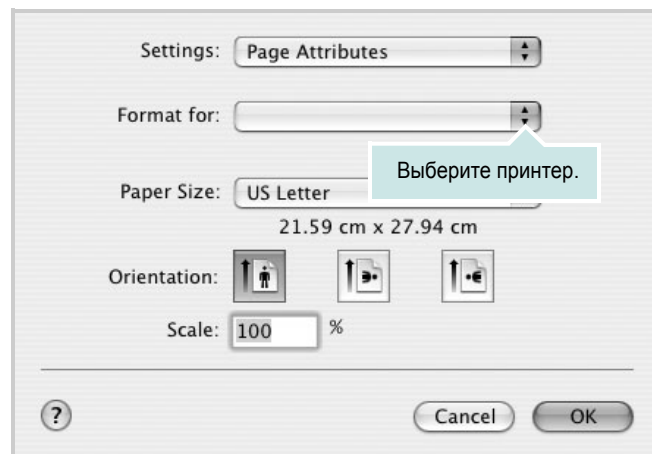 Settings: Page Attributes
Format for:
Выберите принтер.
Paper Size: US Letter
21.59 cm x 27.94 cm
Orientation:
Scale: 100 %
? Cancel OK